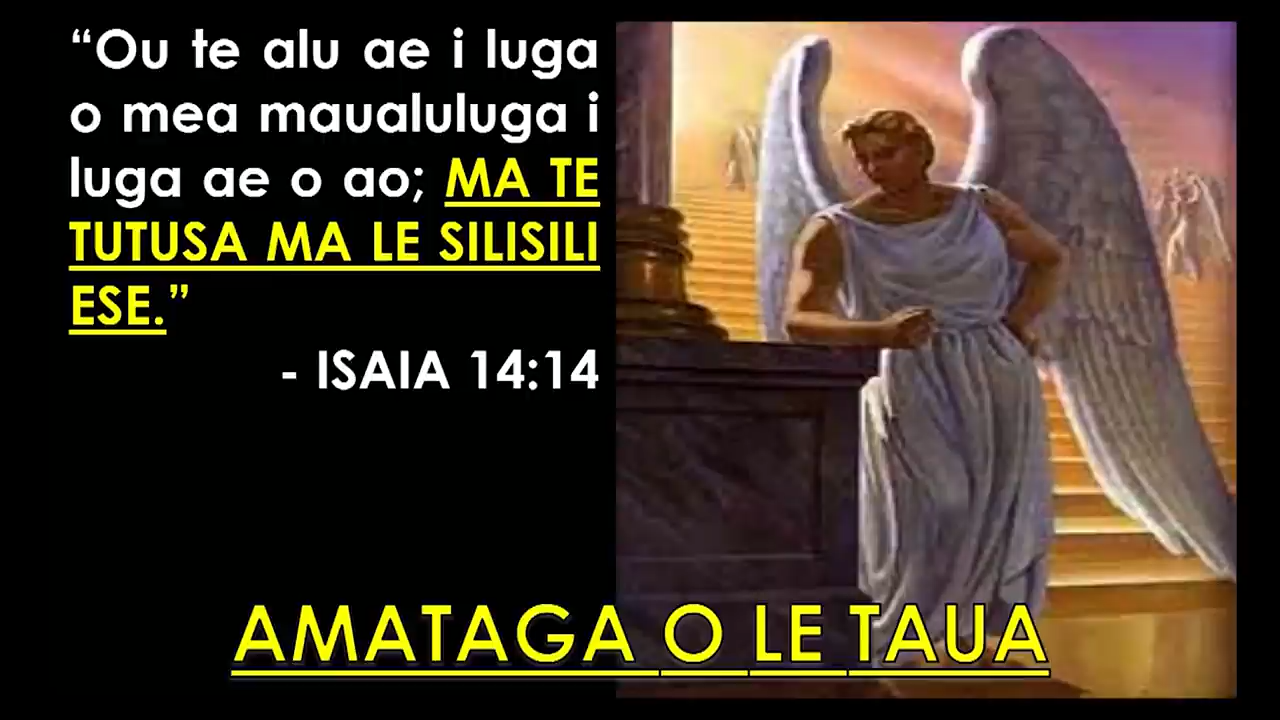 “Ou te alu ae i luga
o mea maualuluga i
luga ae o ao; MA TE
TUTUSA MA LE SILISILI
ESE.”
- ISAIA 14:14
AMATAGA O LE TAUA